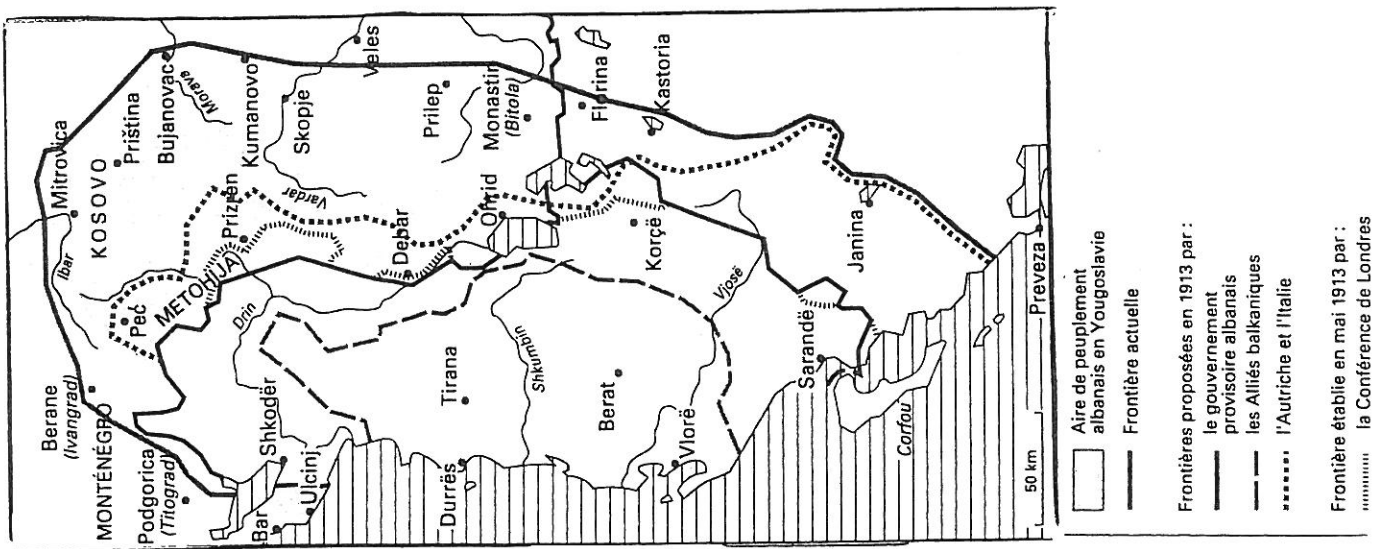 Berane
(Ivangrad)
MONTÉNÉGRO
Podgorica
(Titograd)
Bar
Shkodër
Ulcinj
Mitrovica
Ibar
KOSOVO
Priština
Bujanovac
Morava
Peć
METOHIJA
Prizren
Kumanovo
Drin
Skopje
Vardar
Veles
Durrës
Tirana
Debar
Prilep
Ohrid
Monastir
(Bitola)
Shkumbin
Florina
Berat
Korçë
Kastoria
Vlorë
Vjosë
Sarandë
Janina
Corfou
Preveza
50 km
Aire de peuplement
albanais en Yougoslavie
Frontière actuelle
Frontières proposées en 1913 par :
le gouvernement
provisoire albanais
les Alliés balkaniques
l'Autriche et l'Italie
Frontière établie en mai 1913 par :
la Conférence de Londres